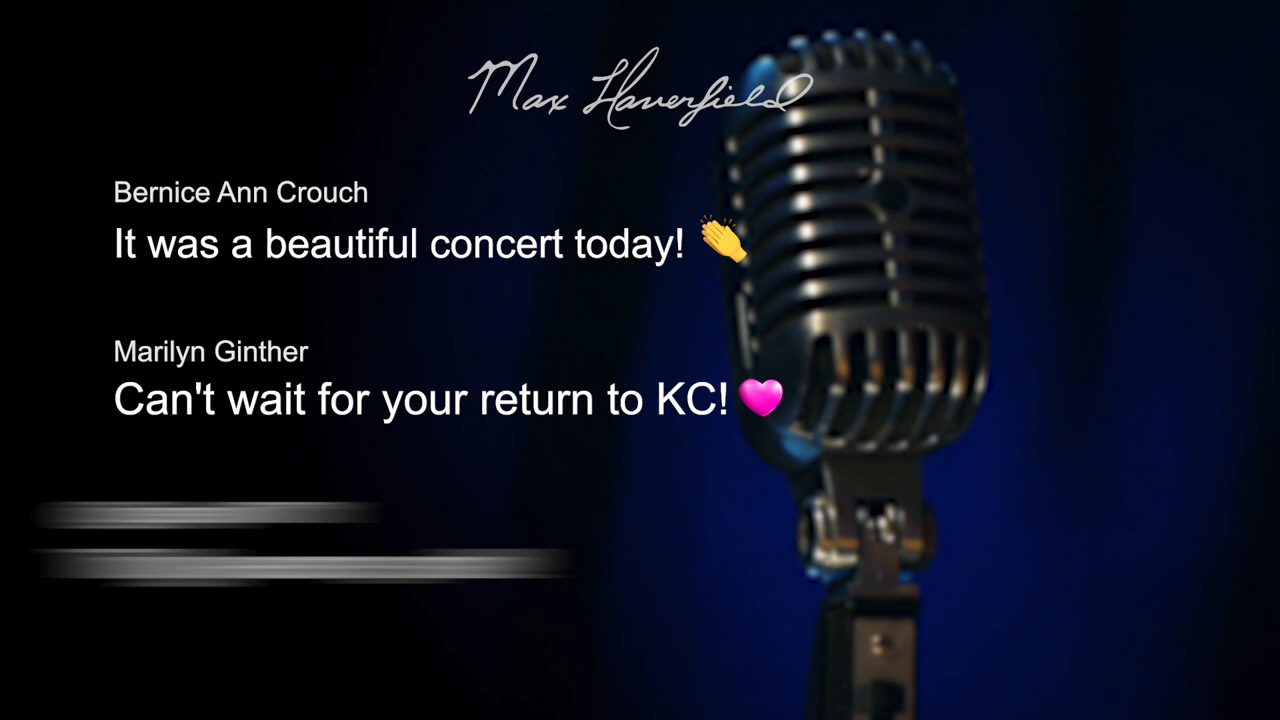 Max Haverfield
Bernice Ann Crouch
It was a beautiful concert today! 👏
Marilyn Ginther
Can't wait for your return to KC! 💗